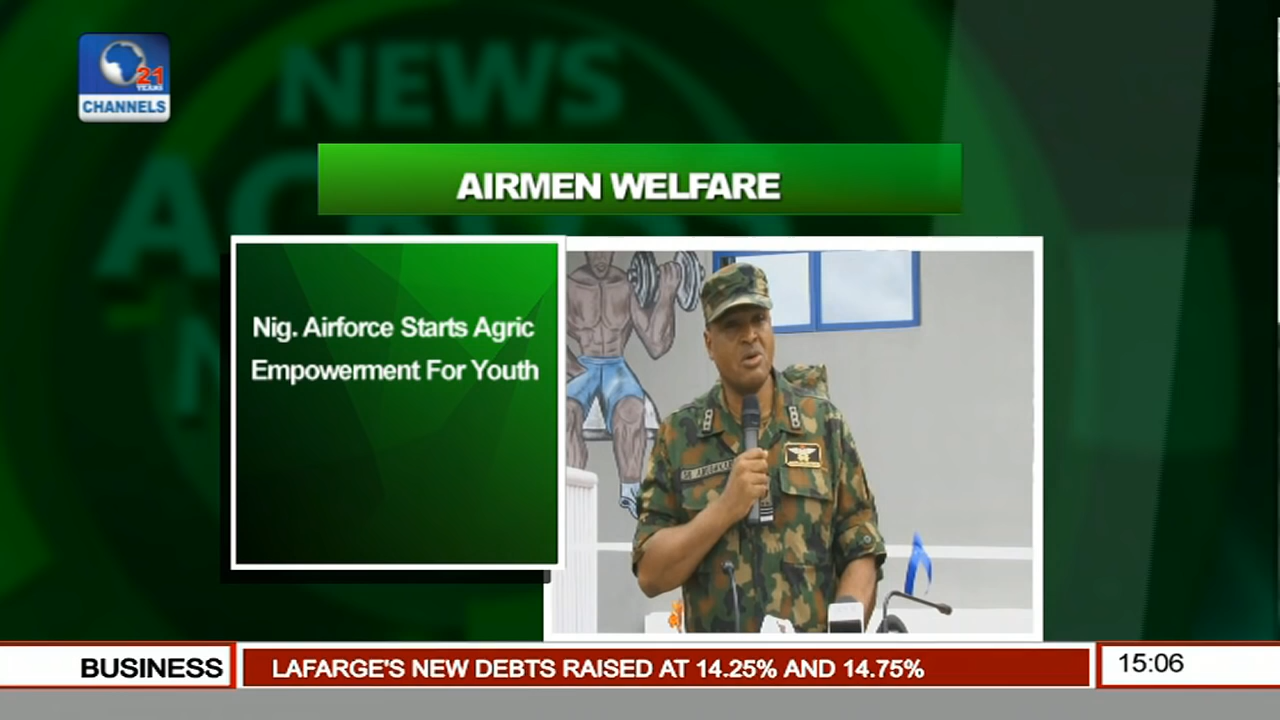 21
YEARS
CHANNELS
NEWS
AIRMEN WELFARE
Nig. Airforce Starts Agric
Empowerment For Youth
BUSINESS
LAFARGE'S NEW DEBTS RAISED AT 14.25% AND 14.75%
15:06